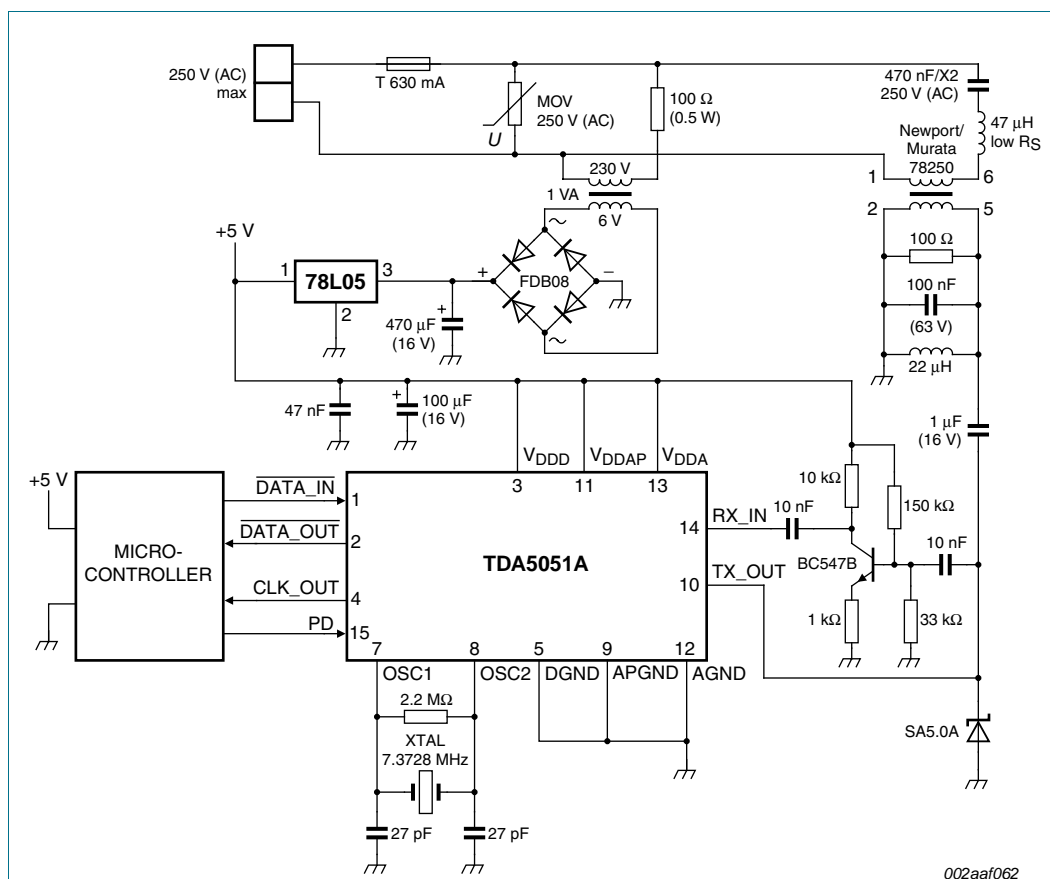 250 V (AC)
max
T 630 mA
MOV
250 V (AC)
U
100 Ω
(0.5 W)
470 nF/X2
250 V (AC)
47 μH
low RS
Newport/
Murata
78250
1
6
2
5
230 V
1 VA
6 V
+5 V
1
78L05
3
2
+
470 μF
(16 V)
+
∼
FDB08
−
∼
100 Ω
100 nF
(63 V)
22 μH
1 μF
(16 V)
47 nF
+
100 μF
(16 V)
VDDD
VDDAP
VDDA
3
11
13
+5 V
MICRO-
CONTROLLER
DATA_IN
1
DATA_OUT
2
CLK_OUT
4
PD
15
TDA5051A
14
RX_IN
10
TX_OUT
10 nF
10 kΩ
150 kΩ
BC547B
10 nF
1 kΩ
33 kΩ
7
8
5
9
12
OSC1
OSC2
DGND
APGND
AGND
2.2 MΩ
XTAL
7.3728 MHz
27 pF
27 pF
SA5.0A
002aaf062